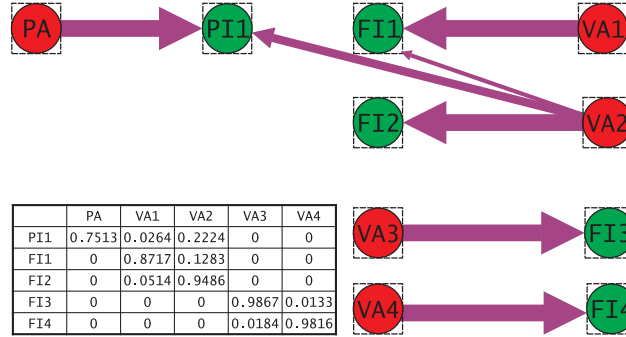 PA PI1 FI1 VA1
FI2 VA2
PA VA1 VA2 VA3 VA4
PI1 0.7513 0.0264 0.2224 0 0
FI1 0 0.8717 0.1283 0 0
FI2 0 0.0514 0.9486 0 0
FI3 0 0 0 0.9867 0.0133
FI4 0 0 0 0.0184 0.9816
VA3 FI3
VA4 FI4